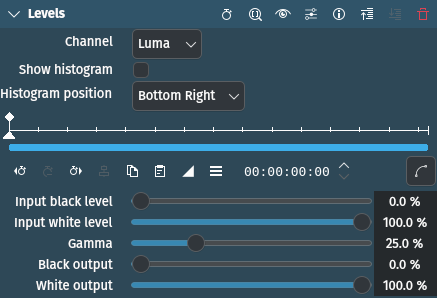 Levels
Channel Luma
Show histogram
Histogram position Bottom Right
00:00:00:00
Input black level 0.0 %
Input white level 100.0 %
Gamma 25.0 %
Black output 0.0 %
White output 100.0 %